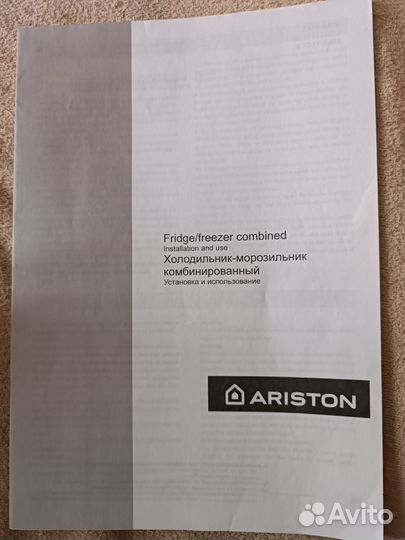 Fridge/freezer combined
Installation and use
Холодильник-морозильник
комбинированный
Установка и использование
ARISTON
Avito